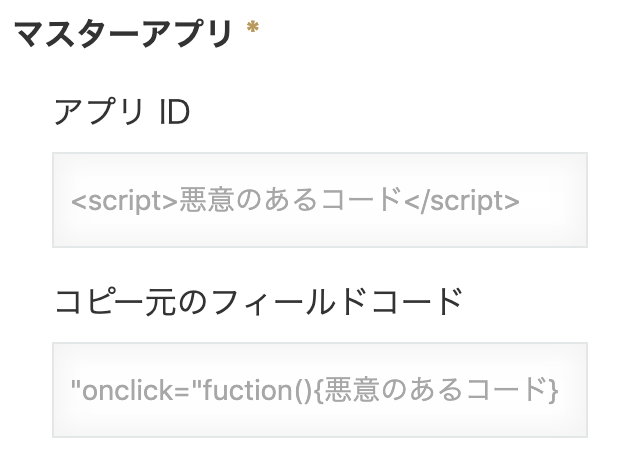 マスターアプリ *
アプリ ID
<script>悪意のあるコード</script>
コピー元のフィールドコード
"onclick="fuction(){悪意のあるコード}